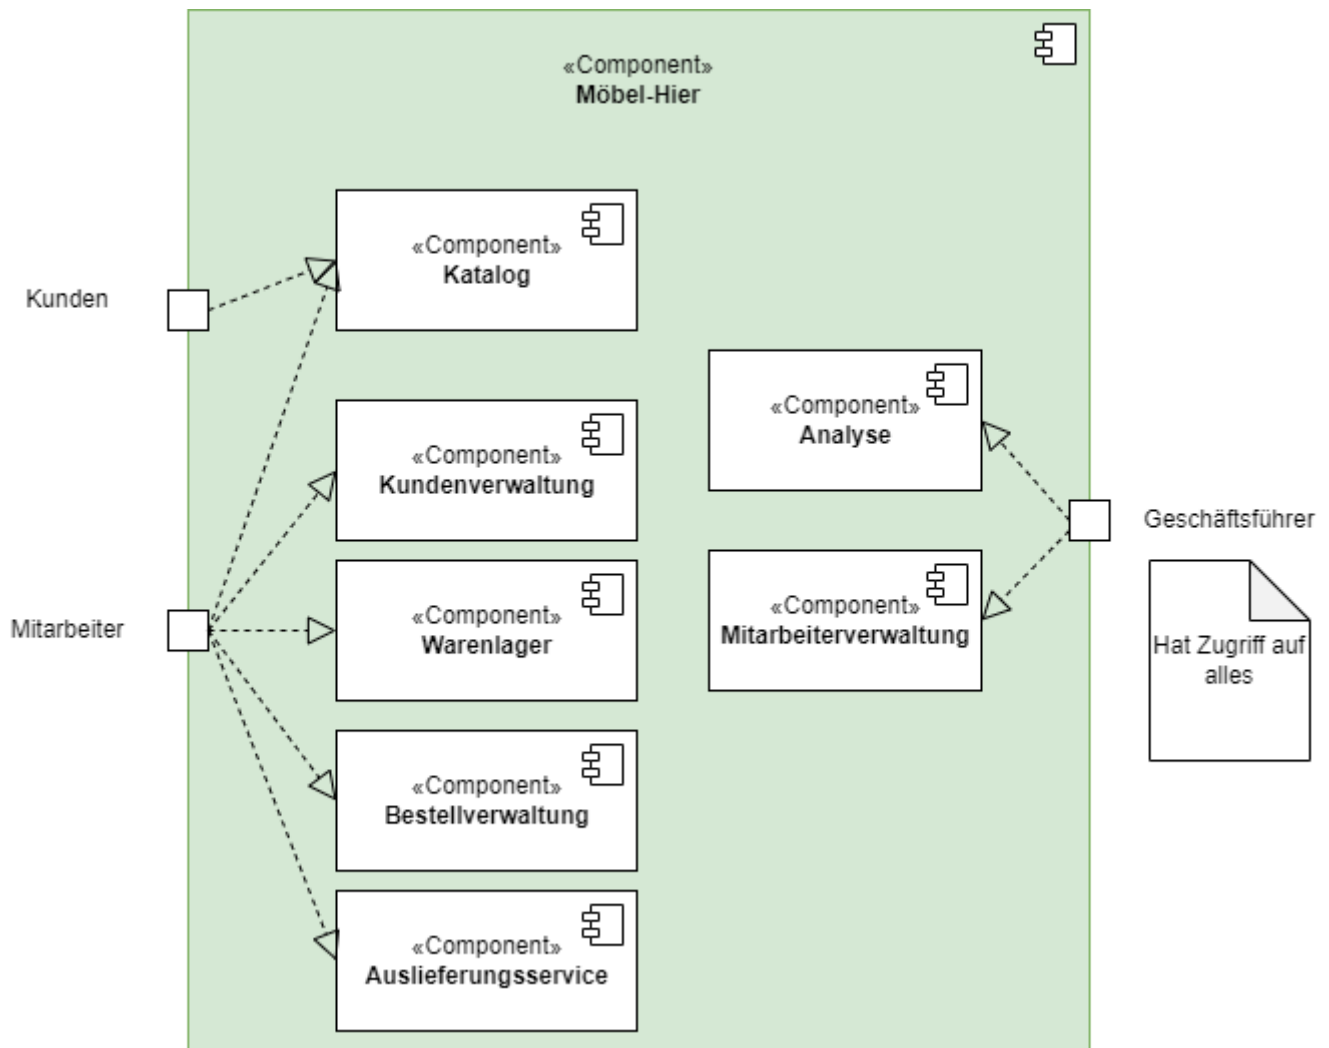 «Component»
Möbel-Hier
«Component»
Katalog
Kunden
«Component»
Analyse
«Component»
Kundenverwaltung
Geschäftsführer
«Component»
Mitarbeiterverwaltung
Mitarbeiter
«Component»
Warenlager
Hat Zugriff auf
alles
«Component»
Bestellverwaltung
«Component»
Auslieferungsservice